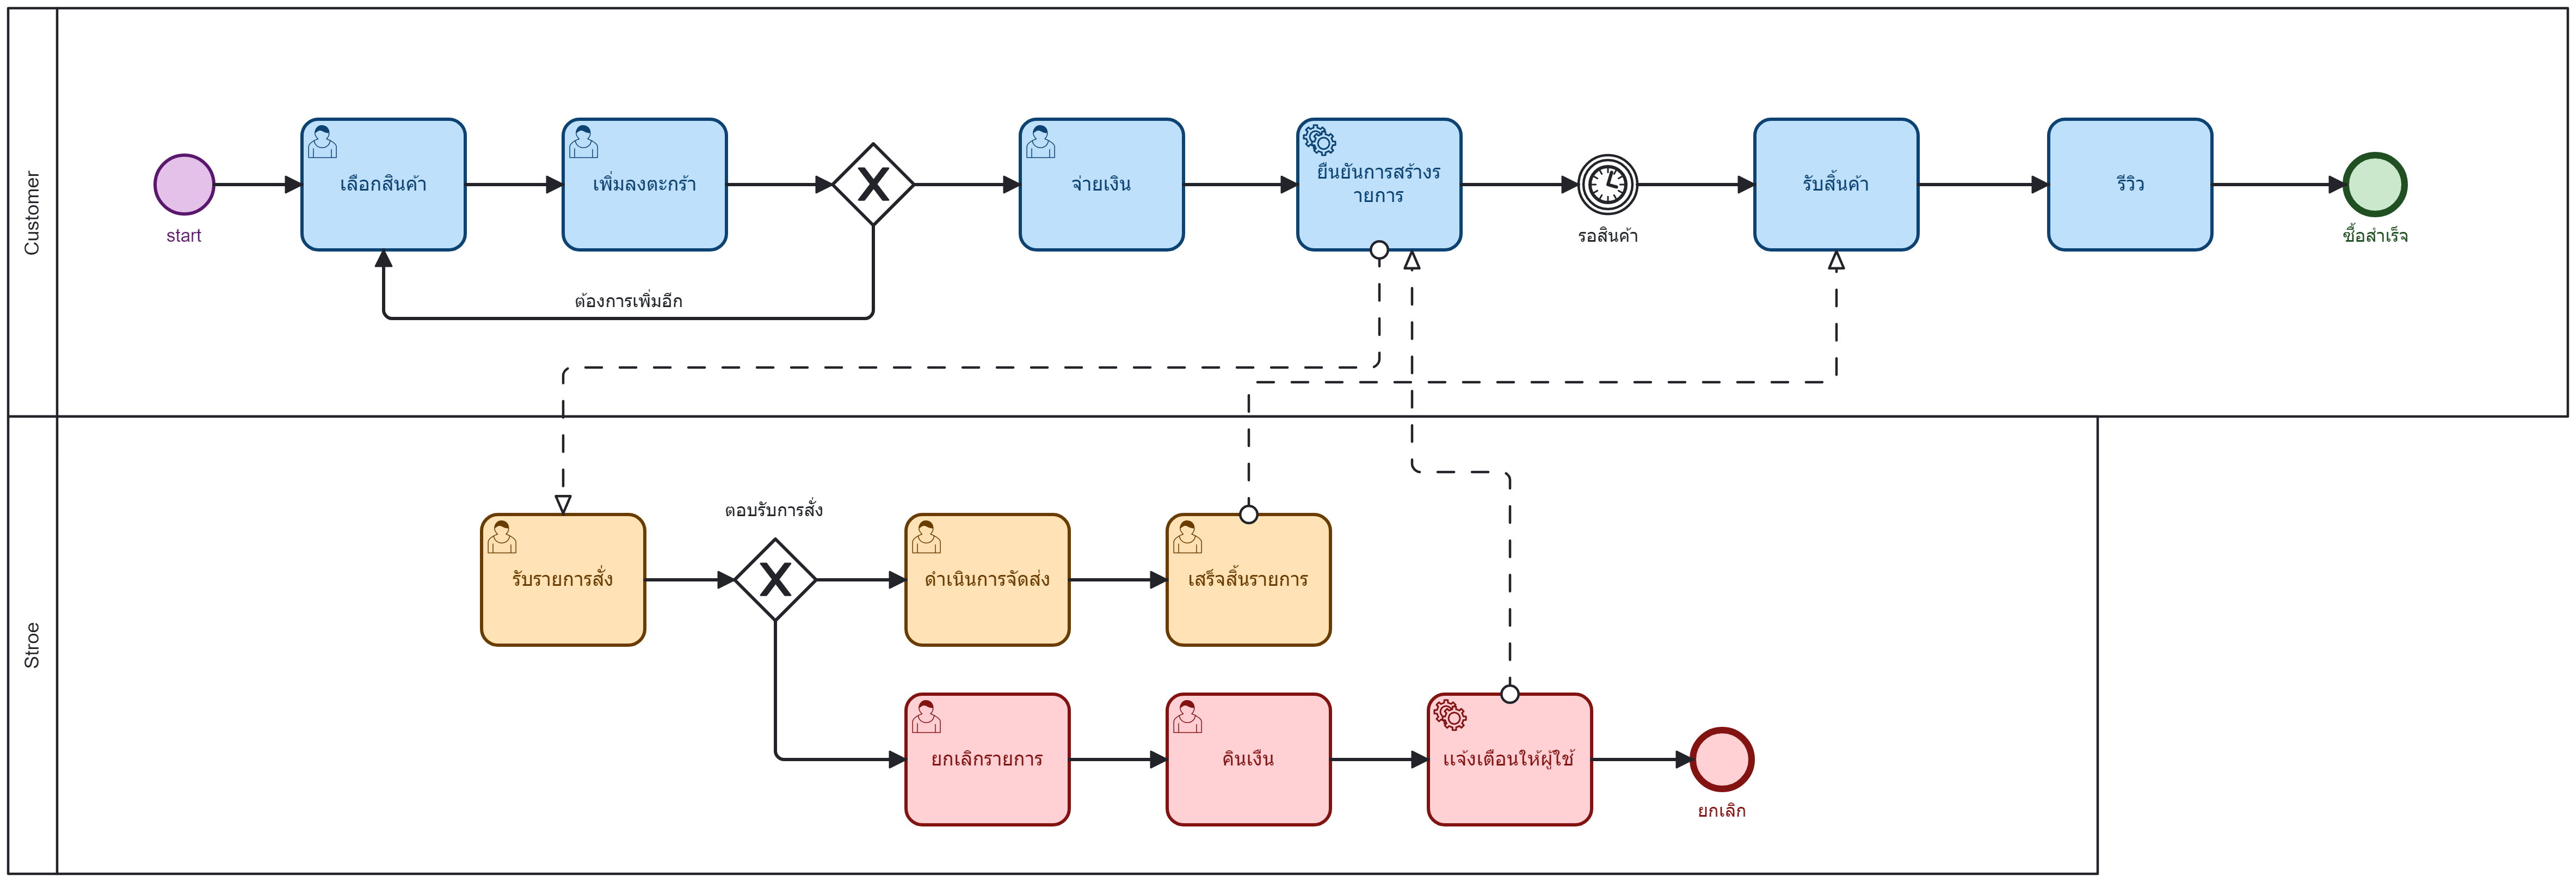 Customer
start
เลือกสินค้า
เพิ่มลงตะกร้า
ต้องการเพิ่มอีก
จ่ายเงิน
ยืนยันการสร้างร
ายการ
รอสินค้า
รับสิ้นค้า
รีวิว
ซื้อสำเร็จ
Stroe
รับรายการสั่ง
ตอบรับการสั่ง
ดำเนินการจัดส่ง
เสร็จสิ้นรายการ
ยกเลิกรายการ
คินเงืน
แจ้งเตือนให้ผู้ใช้
ยกเลิก